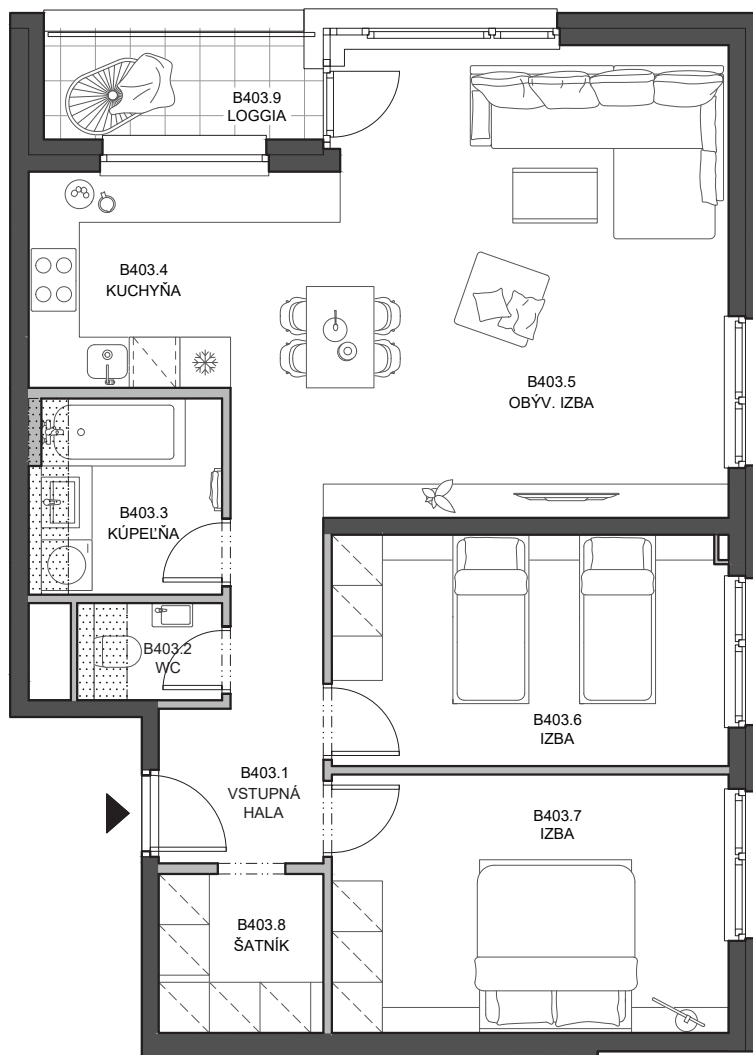 B403.9
LOGGIA
B403.4
KUCHYŇA
B403.5
OBÝV. IZBA
B403.3
KÚPEĽŇA
B403.2
WC
B403.6
IZBA
B403.1
VSTUPNÁ
HALA
B403.7
IZBA
B403.8
ŠATNÍK